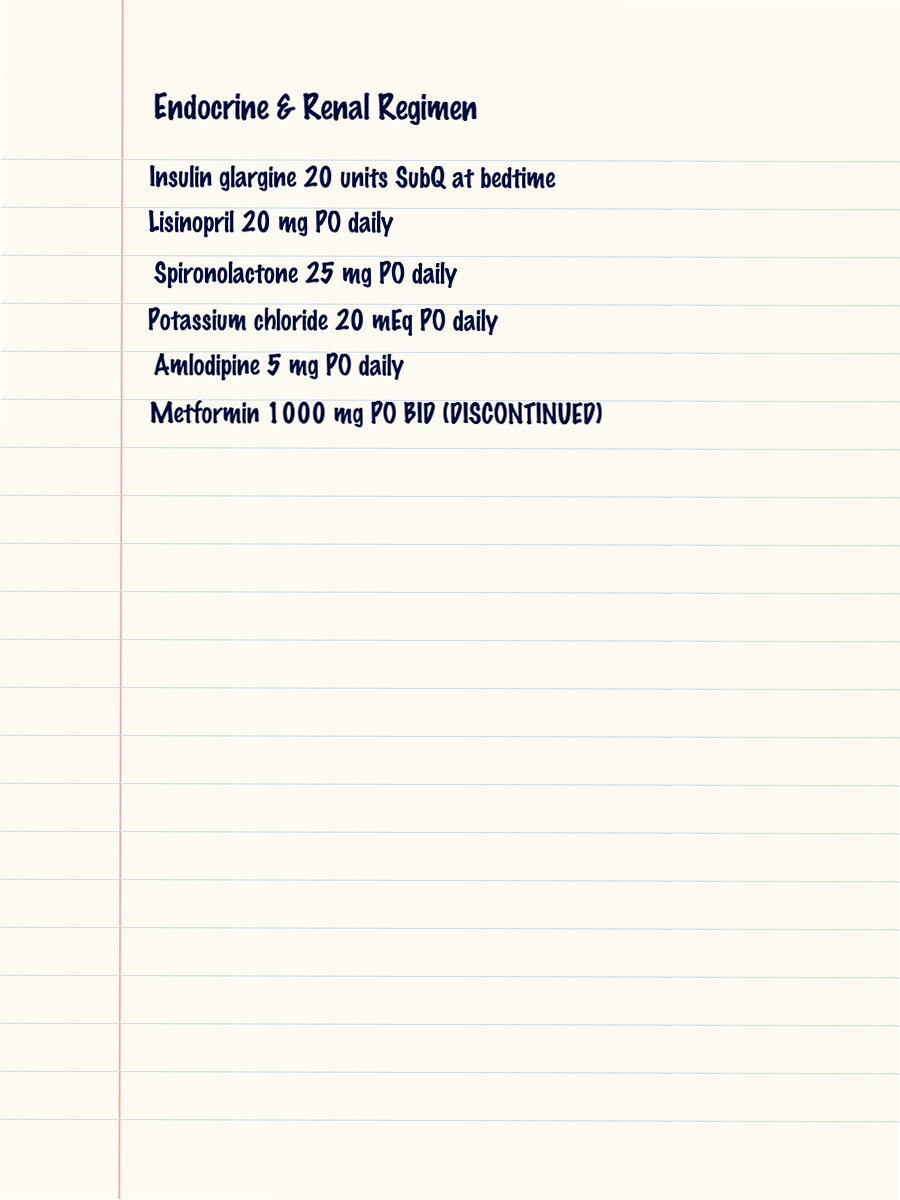 Endocrine & Renal Regimen
Insulin glargine 20 units SubQ at bedtime
Lisinopril 20 mg PO daily
Spironolactone 25 mg PO daily
Potassium chloride 20 mEq PO daily
Amlodipine 5 mg PO daily
Metformin 1000 mg PO BID (DISCONTINUED)